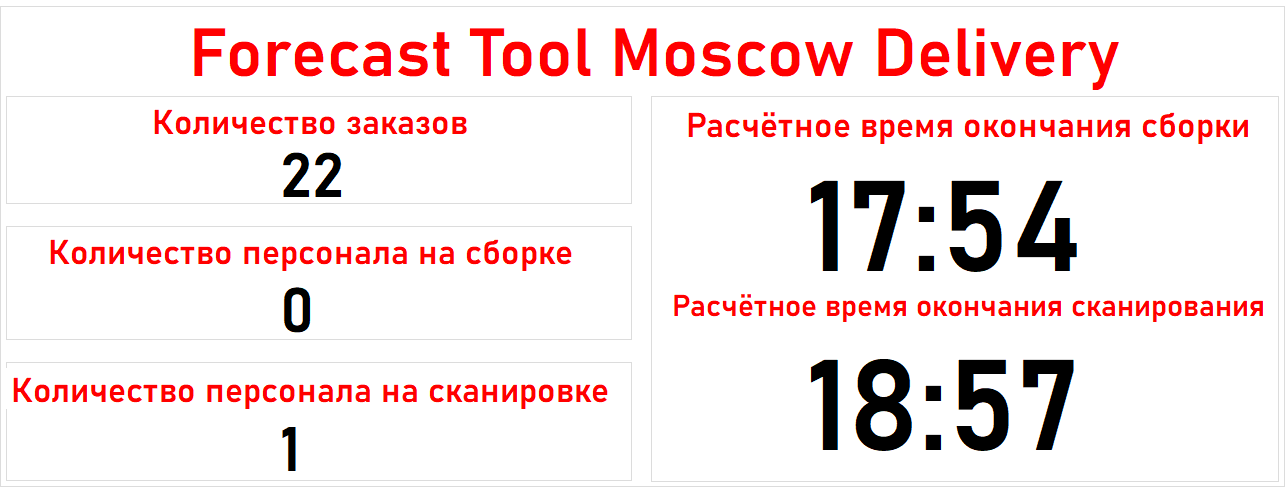 Forecast Tool Moscow Delivery
Количество заказов
22
Количество персонала на сборке
0
Количество персонала на сканировке
1
Расчётное время окончания сборки
17:54
Расчётное время окончания сканирования
18:57